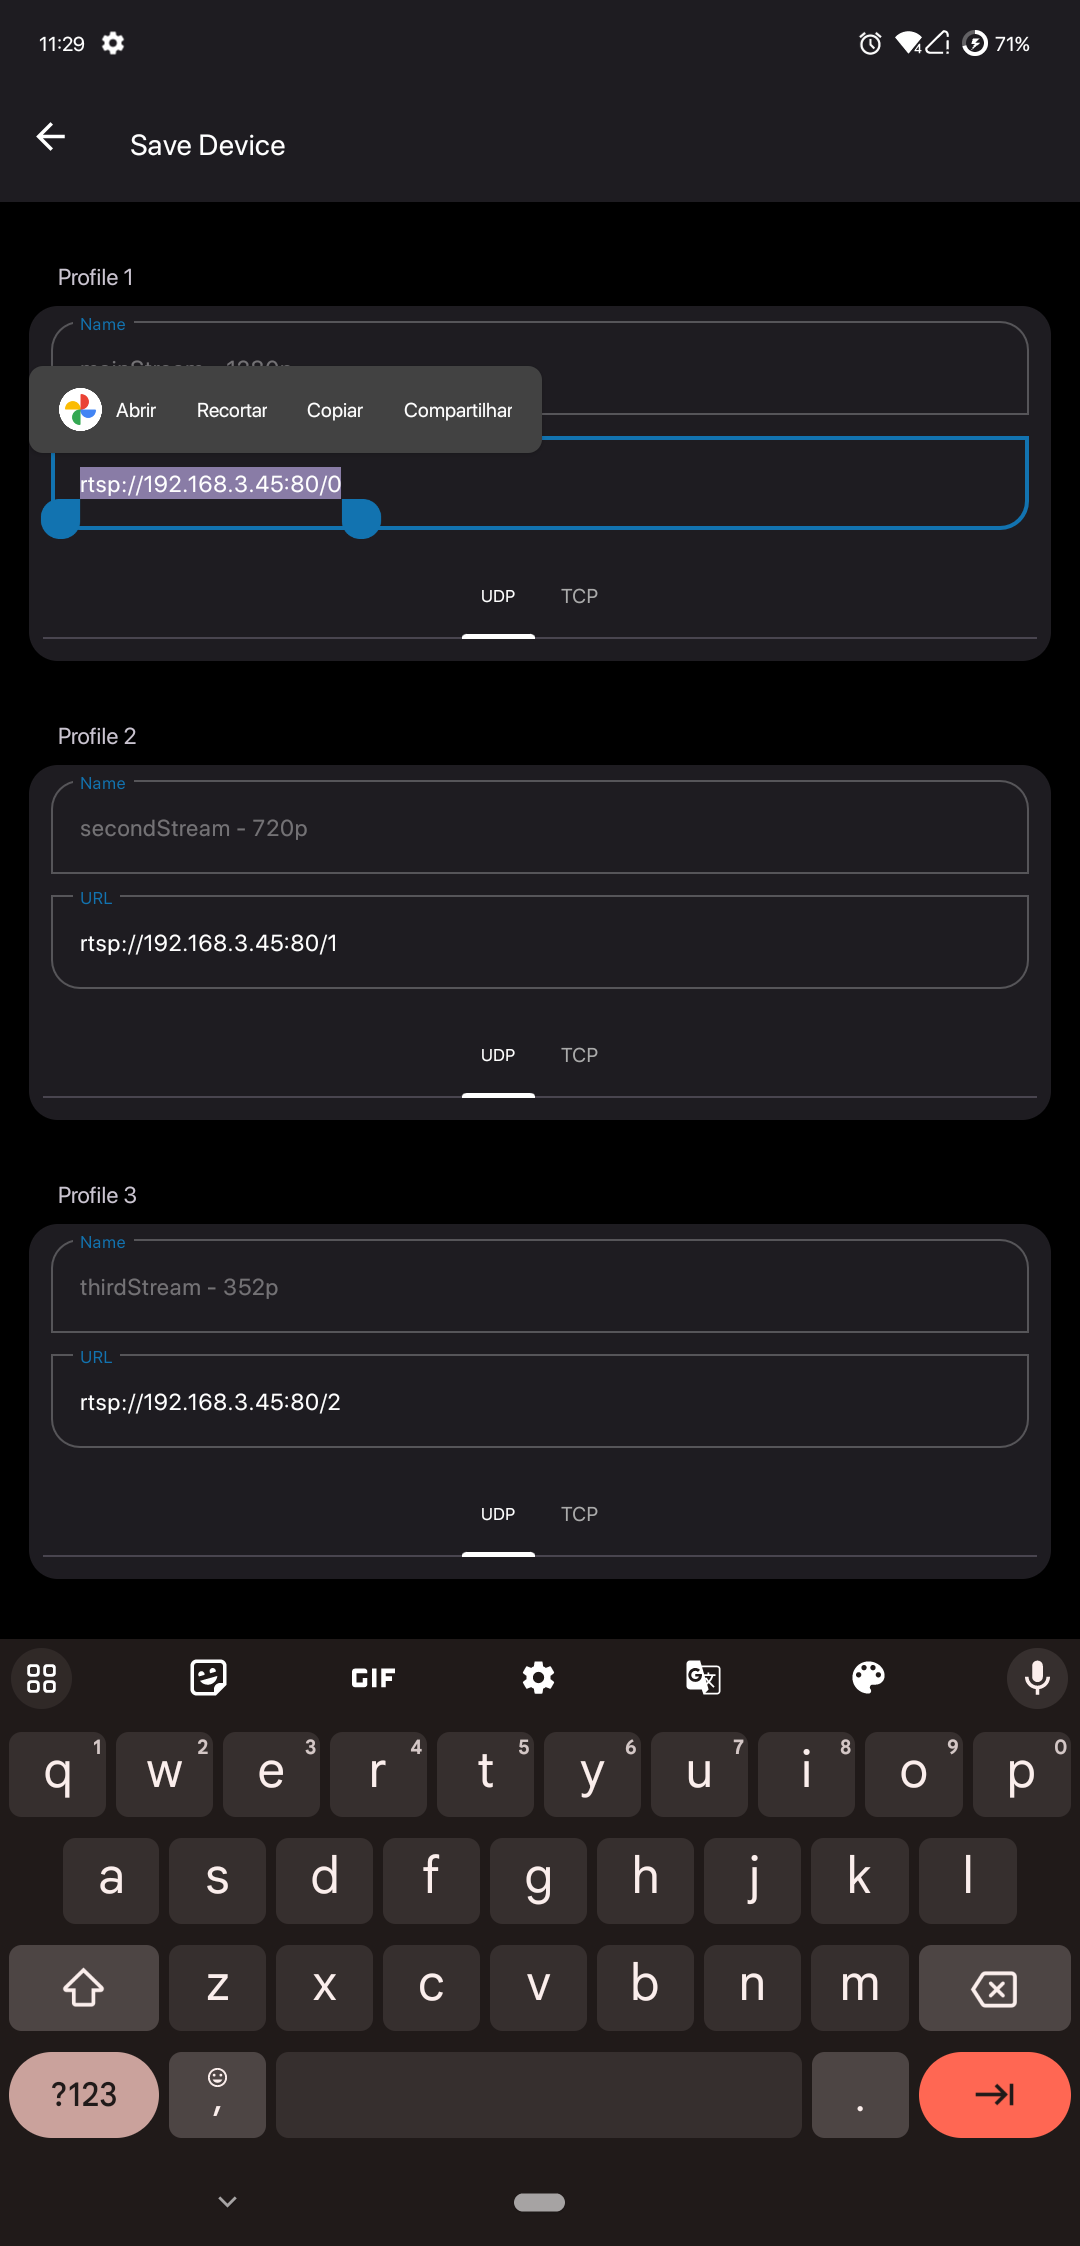 11:29
71%
Save Device
Profile 1
Name
Abrir Recortar Copiar Compartilhar
rtsp://192.168.3.45:80/0
UDP TCP
Profile 2
Name
secondStream - 720p
URL
rtsp://192.168.3.45:80/1
UDP TCP
Profile 3
Name
thirdStream - 352p
URL
rtsp://192.168.3.45:80/2
UDP TCP
GIF
q 1 w 2 e 3 r 4 t 5 y 6 u 7 i 8 o 9 p 0
a s d f g h j k l
z x c v b n m
?123 , .